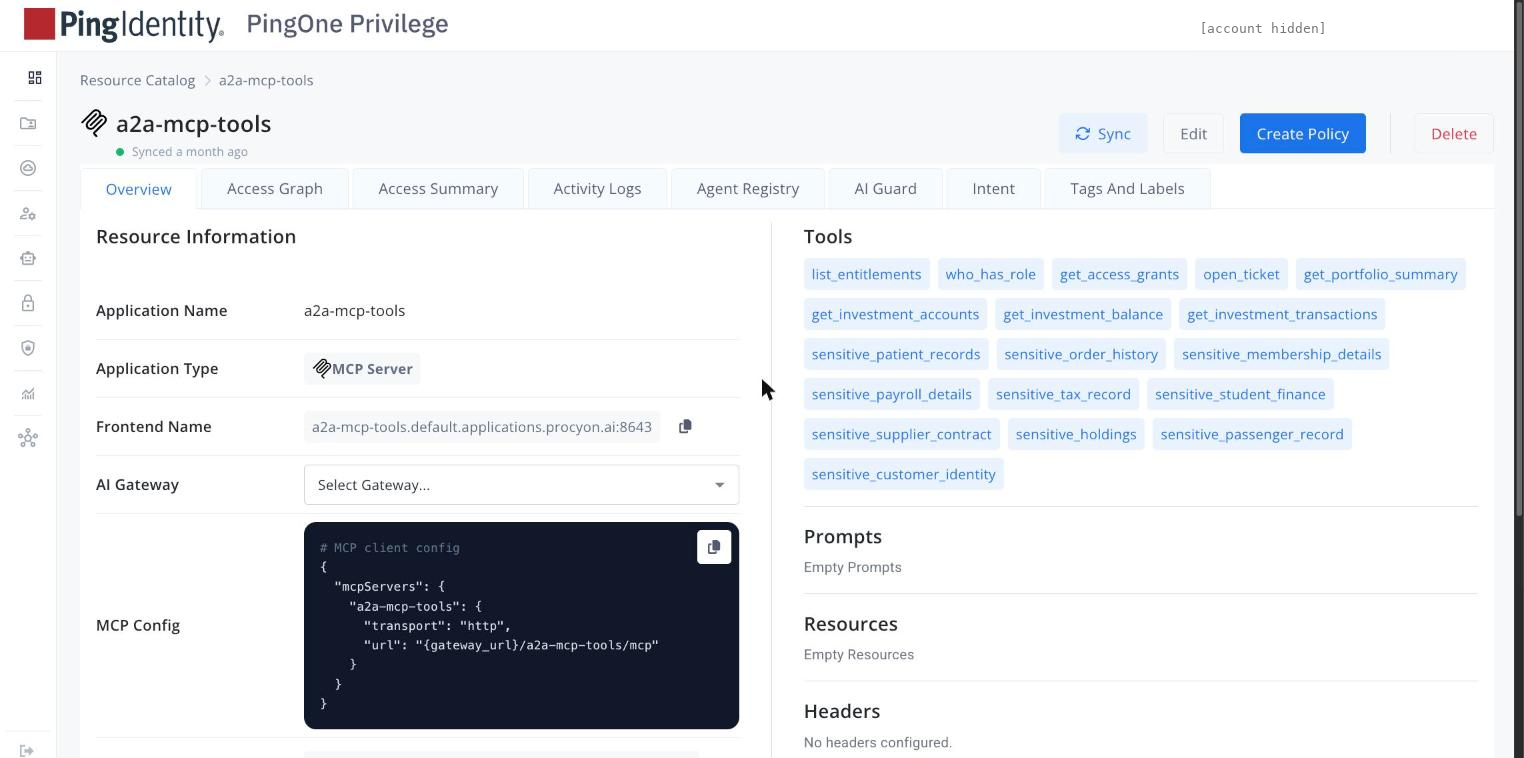 PingIdentity. PingOne Privilege
[account hidden]
Resource Catalog > a2a-mcp-tools
a2a-mcp-tools
Synced a month ago
Sync
Edit
Create Policy
Delete
Overview
Access Graph
Access Summary
Activity Logs
Agent Registry
AI Guard
Intent
Tags And Labels
Resource Information
Application Name
a2a-mcp-tools
Application Type
MCP Server
Frontend Name
a2a-mcp-tools.default.applications.procyon.ai:8643
AI Gateway
Select Gateway...
MCP Config
# MCP client config
{
"mcpServers": {
"a2a-mcp-tools": {
"transport": "http",
"url": "{gateway_url}/a2a-mcp-tools/mcp"
}
}
}
Tools
list_entitlements who_has_role get_access_grants open_ticket get_portfolio_summary
get_investment_accounts get_investment_balance get_investment_transactions
sensitive_patient_records sensitive_order_history sensitive_membership_details
sensitive_payroll_details sensitive_tax_record sensitive_student_finance
sensitive_supplier_contract sensitive_holdings sensitive_passenger_record
sensitive_customer_identity
Prompts
Empty Prompts
Resources
Empty Resources
Headers
No headers configured.